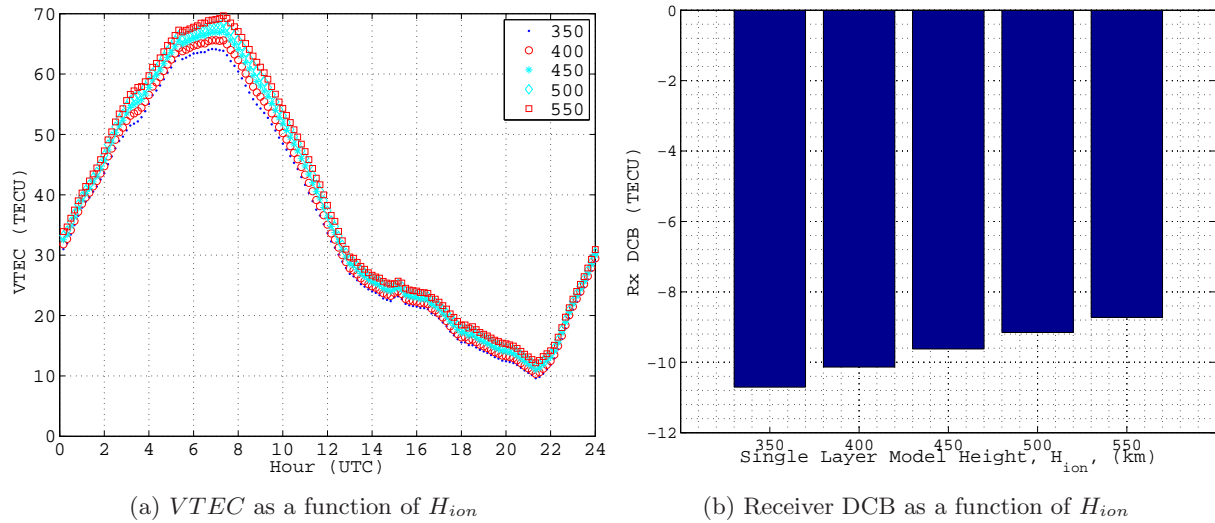 70
60
50
40
30
20
10
0
VTEC (TECU)
0 2 4 6 8 10 12 14 16 18 20 22 24
Hour (UTC)
350
400
450
500
550
(a) VTEC as a function of H_ion
0
−2
−4
−6
−8
−10
−12
Rx DCB (TECU)
350 400 450 500 550
Single Layer Model Height, H_ion, (km)
(b) Receiver DCB as a function of H_ion